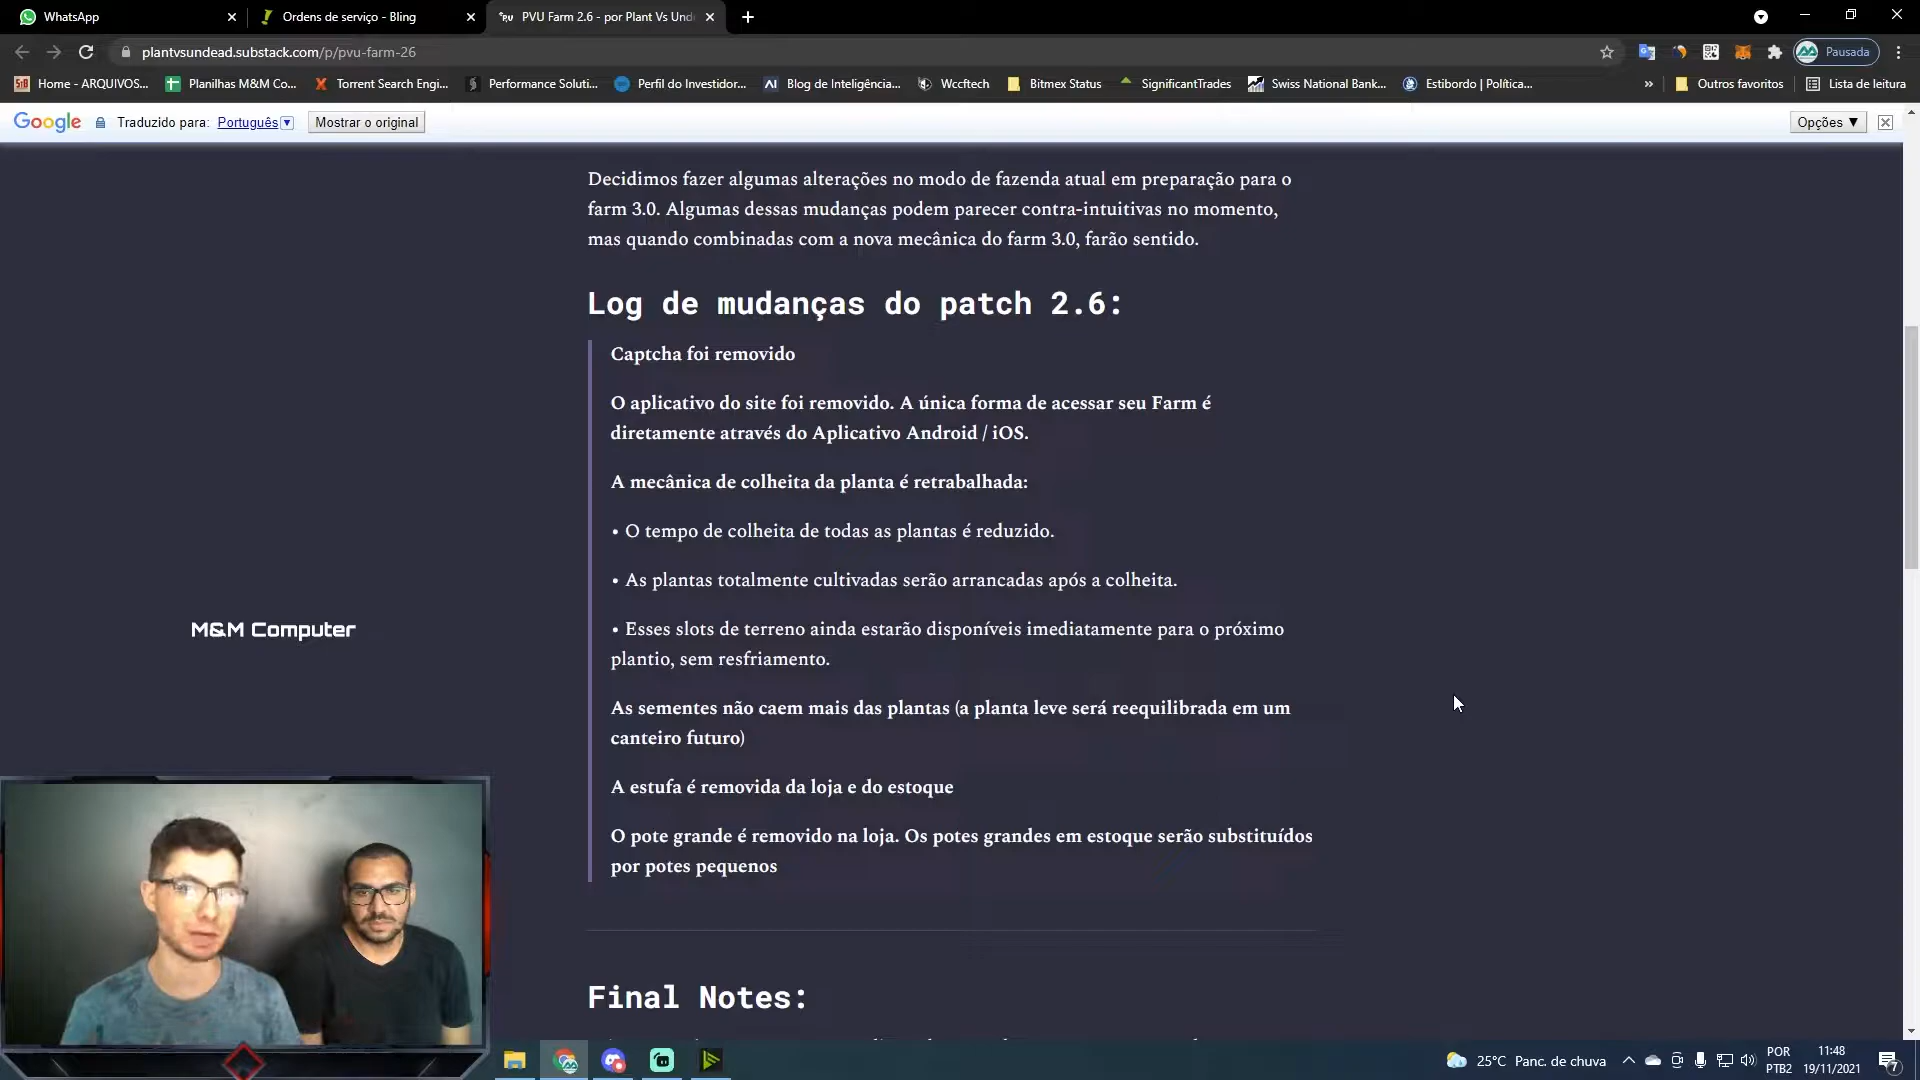 WhatsApp
Ordens de serviço - Bling
PVU Farm 2.6 - por Plant Vs Und
plantvsundead.substack.com/p/pvu-farm-26
Pausada
Home - ARQUIVOS...
Planilhas M&M Co...
Torrent Search Engi...
Performance Soluti...
Perfil do Investidor...
Blog de Inteligência...
Wccftech
Bitmex Status
SignificantTrades
Swiss National Bank...
Estibordo | Política...
»
Outros favoritos
Lista de leitura
Google
Traduzido para: Português
Mostrar o original
Opções ▼
Decidimos fazer algumas alterações no modo de fazenda atual em preparação para o
farm 3.0. Algumas dessas mudanças podem parecer contra-intuitivas no momento,
mas quando combinadas com a nova mecânica do farm 3.0, farão sentido.
Log de mudanças do patch 2.6:
Captcha foi removido
O aplicativo do site foi removido. A única forma de acessar seu Farm é
diretamente através do Aplicativo Android / iOS.
A mecânica de colheita da planta é retrabalhada:
• O tempo de colheita de todas as plantas é reduzido.
• As plantas totalmente cultivadas serão arrancadas após a colheita.
• Esses slots de terreno ainda estarão disponíveis imediatamente para o próximo
plantio, sem resfriamento.
As sementes não caem mais das plantas (a planta leve será reequilibrada em um
canteiro futuro)
A estufa é removida da loja e do estoque
O pote grande é removido na loja. Os potes grandes em estoque serão substituídos
por potes pequenos
M&M Computer
Final Notes:
25°C Panc. de chuva
POR
PTB2
11:48
19/11/2021
7